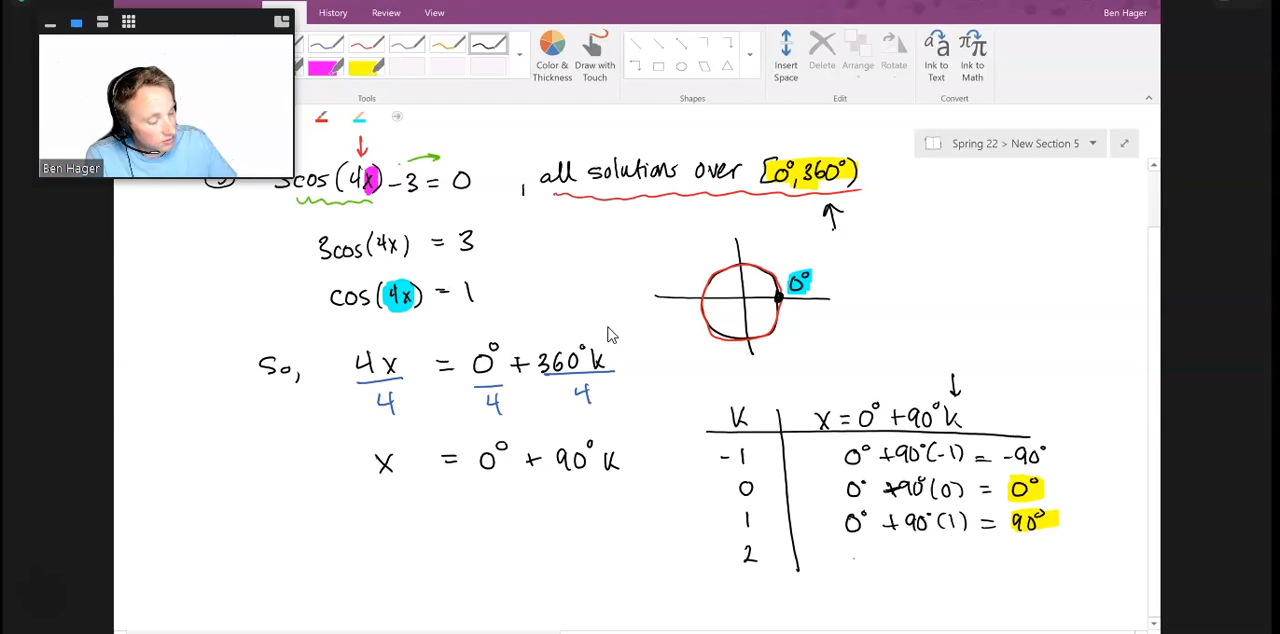 History Review View
Ben Hager
Color & Thickness
Draw with Touch
Insert Space
Delete
Arrange
Rotate
Ink to Text
Ink to Math
Tools
Shapes
Edit
Convert
Ben Hager
Spring 22 > New Section 5
3cos(4x) - 3 = 0 , all solutions over [0°, 360°)
3cos(4x) = 3
cos(4x) = 1
0°
So, 4x = 0° + 360°k
4 4 4
x = 0° + 90°k
K x = 0° + 90°k
-1 0° + 90°(-1) = -90°
0 0° + 90°(0) = 0°
1 0° + 90°(1) = 90°
2